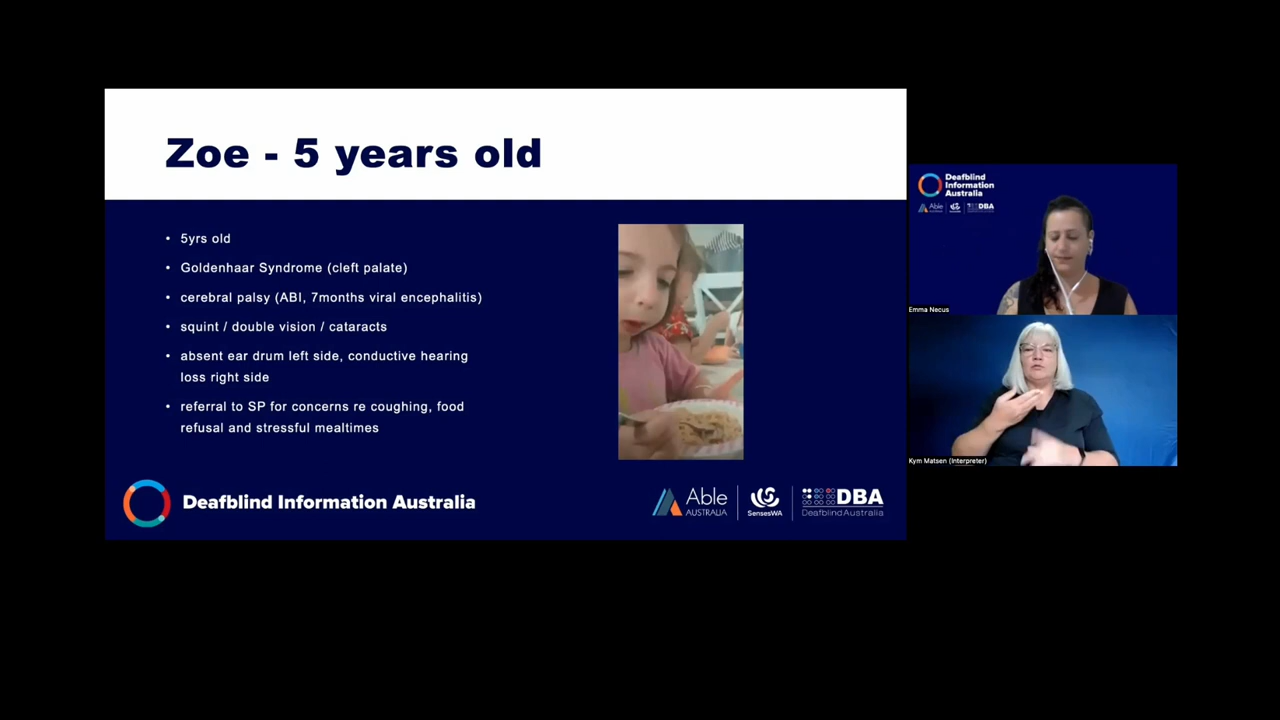 Zoe - 5 years old
• 5yrs old
• Goldenhaar Syndrome (cleft palate)
• cerebral palsy (ABI, 7months viral encephalitis)
• squint / double vision / cataracts
• absent ear drum left side, conductive hearing
loss right side
• referral to SP for concerns re coughing, food
refusal and stressful mealtimes
Deafblind Information Australia
Able
AUSTRALIA
SensesWA
DBA
DeafblindAustralia
Deafblind
Information
Australia
Able
DBA
Emma Necus
Kym Matsen (Interpreter)